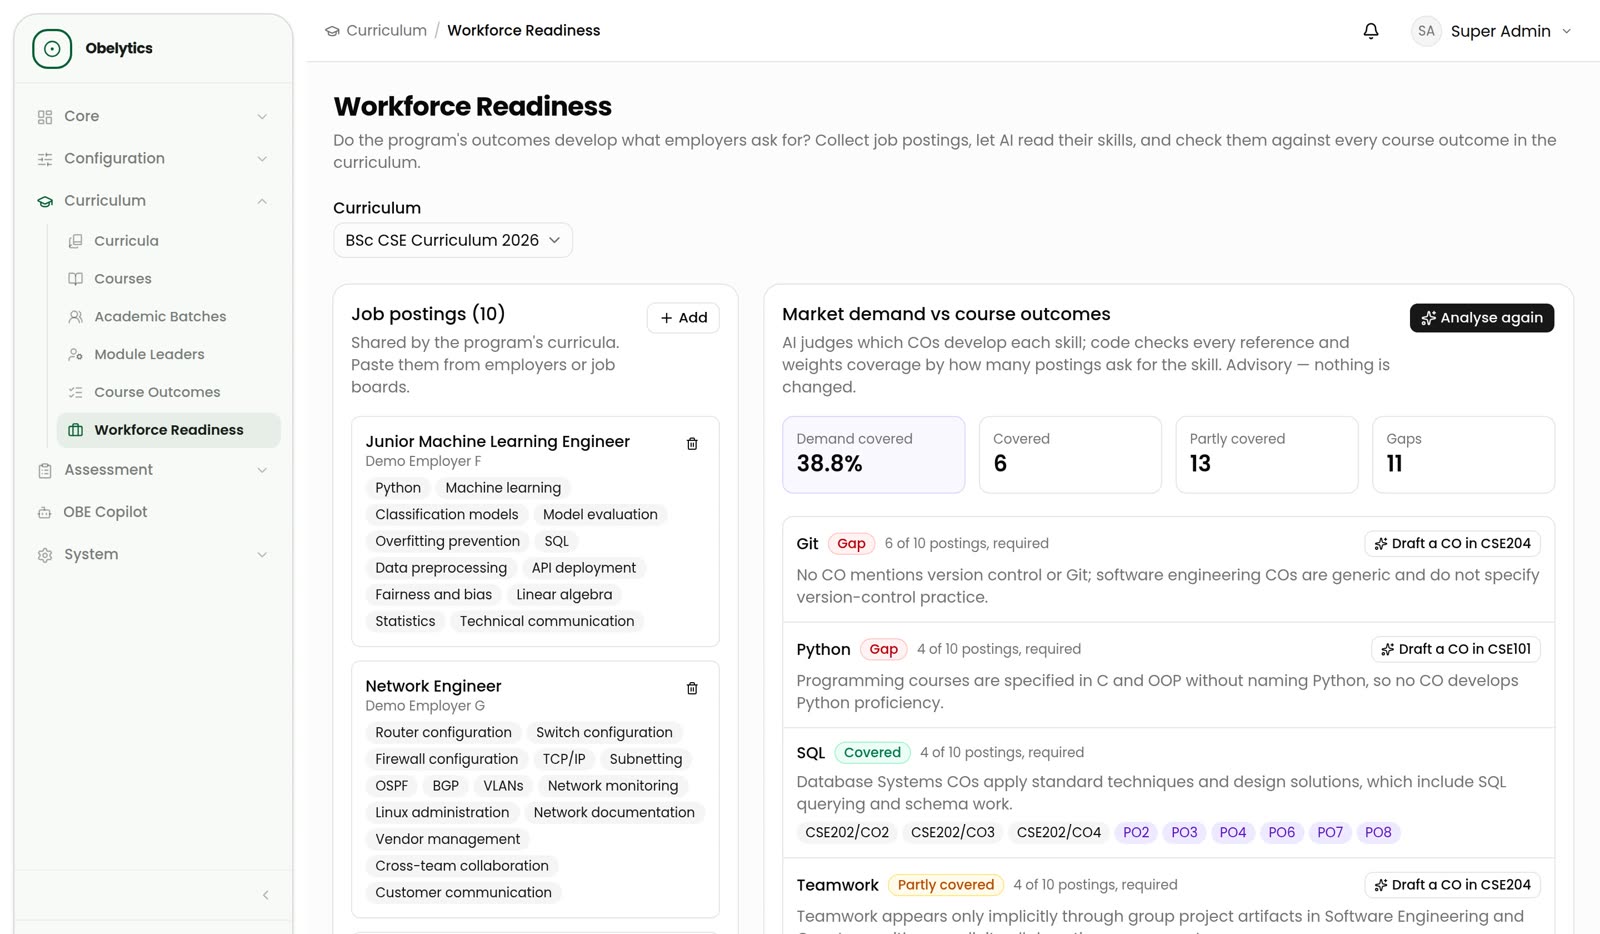 Obelytics
Core
Configuration
Curriculum
Curricula
Courses
Academic Batches
Module Leaders
Course Outcomes
Workforce Readiness
Assessment
OBE Copilot
System
Curriculum / Workforce Readiness
SA Super Admin
Workforce Readiness
Do the program's outcomes develop what employers ask for? Collect job postings, let AI read their skills, and check them against every course outcome in the
curriculum.
Curriculum
BSc CSE Curriculum 2026
Job postings (10)
+ Add
Shared by the program's curricula.
Paste them from employers or job
boards.
Junior Machine Learning Engineer
Demo Employer F
Python Machine learning
Classification models Model evaluation
Overfitting prevention SQL
Data preprocessing API deployment
Fairness and bias Linear algebra
Statistics Technical communication
Network Engineer
Demo Employer G
Router configuration Switch configuration
Firewall configuration TCP/IP Subnetting
OSPF BGP VLANs Network monitoring
Linux administration Network documentation
Vendor management
Cross-team collaboration
Customer communication
Market demand vs course outcomes
Analyse again
AI judges which COs develop each skill; code checks every reference and
weights coverage by how many postings ask for the skill. Advisory — nothing is
changed.
Demand covered
38.8%
Covered
6
Partly covered
13
Gaps
11
Git Gap 6 of 10 postings, required Draft a CO in CSE204
No CO mentions version control or Git; software engineering COs are generic and do not specify
version-control practice.
Python Gap 4 of 10 postings, required Draft a CO in CSE101
Programming courses are specified in C and OOP without naming Python, so no CO develops
Python proficiency.
SQL Covered 4 of 10 postings, required
Database Systems COs apply standard techniques and design solutions, which include SQL
querying and schema work.
CSE202/CO2 CSE202/CO3 CSE202/CO4 PO2 PO3 PO4 PO6 PO7 PO8
Teamwork Partly covered 4 of 10 postings, required Draft a CO in CSE204
Teamwork appears only implicitly through group project artifacts in Software Engineering and